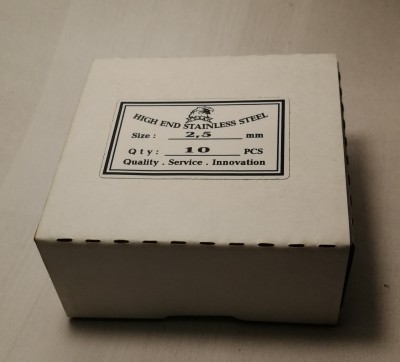 HIGH END STAINLESS STEEL
Size : 2,5 mm
Qty : 10 PCS
Quality . Service . Innovation